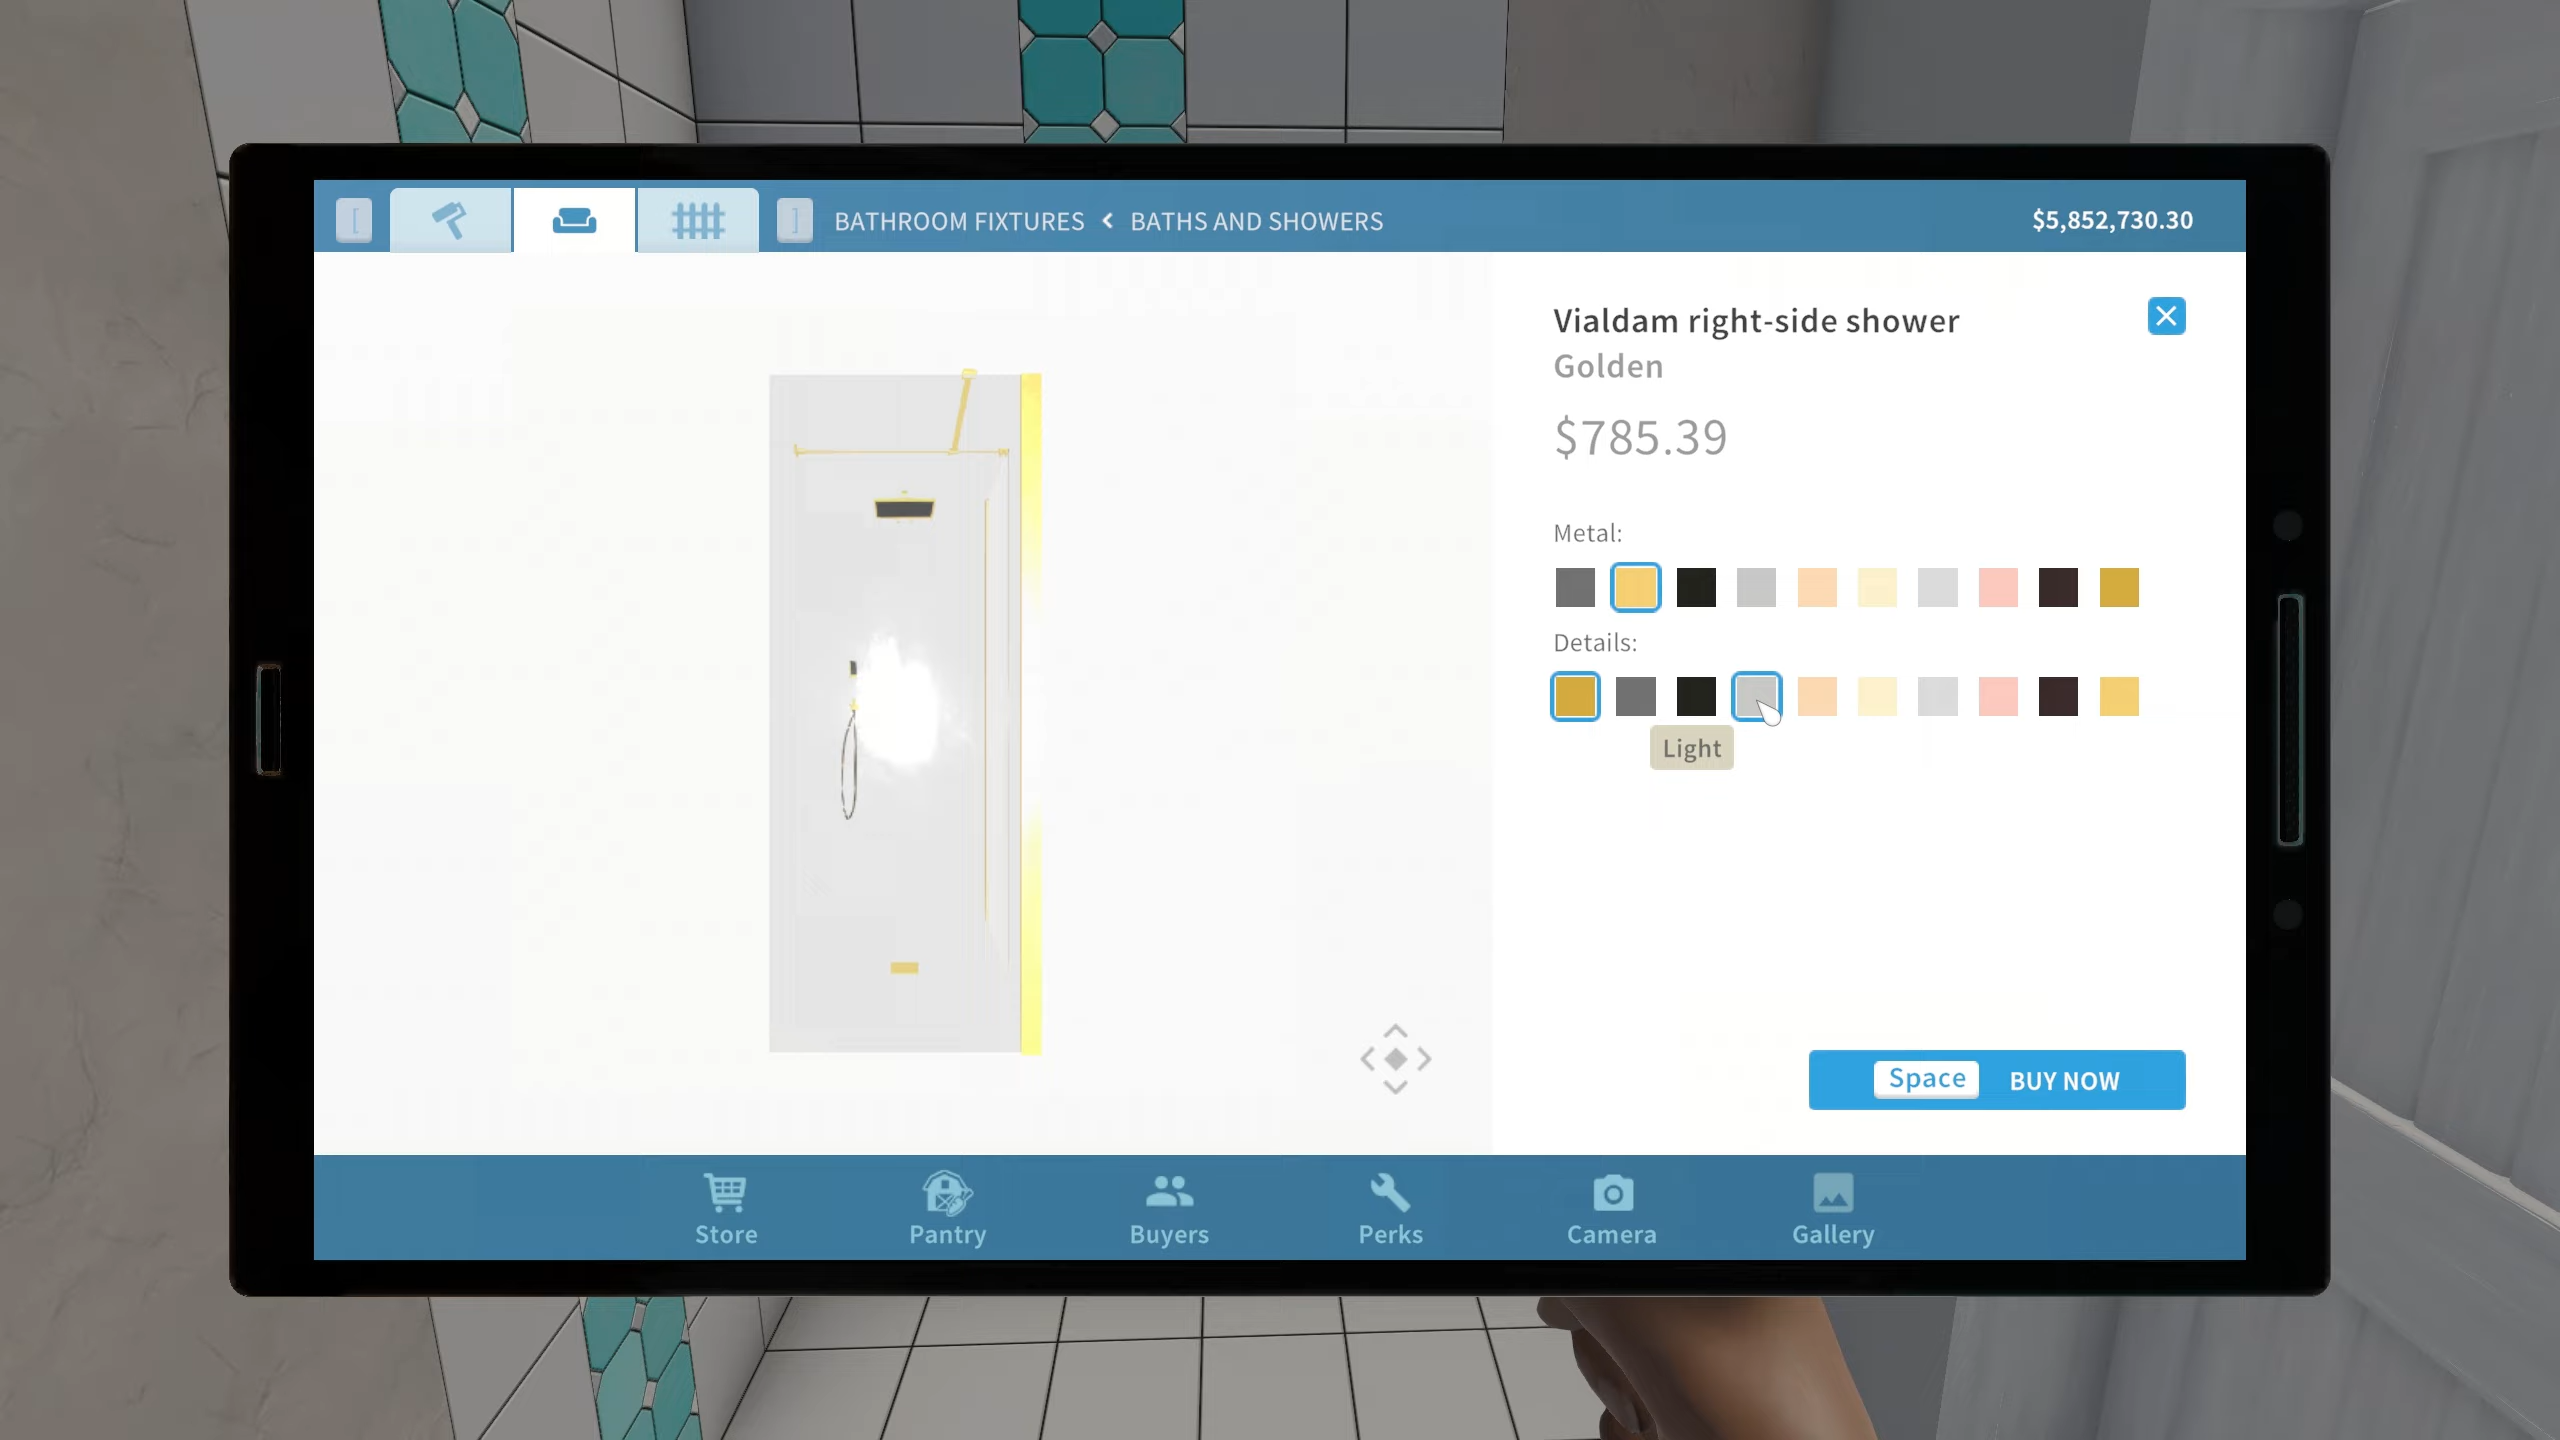 [
]
BATHROOM FIXTURES < BATHS AND SHOWERS
$5,852,730.30
Vialdam right-side shower
Golden
$785.39
Metal:
Details:
Light
Space BUY NOW
Store
Pantry
Buyers
Perks
Camera
Gallery